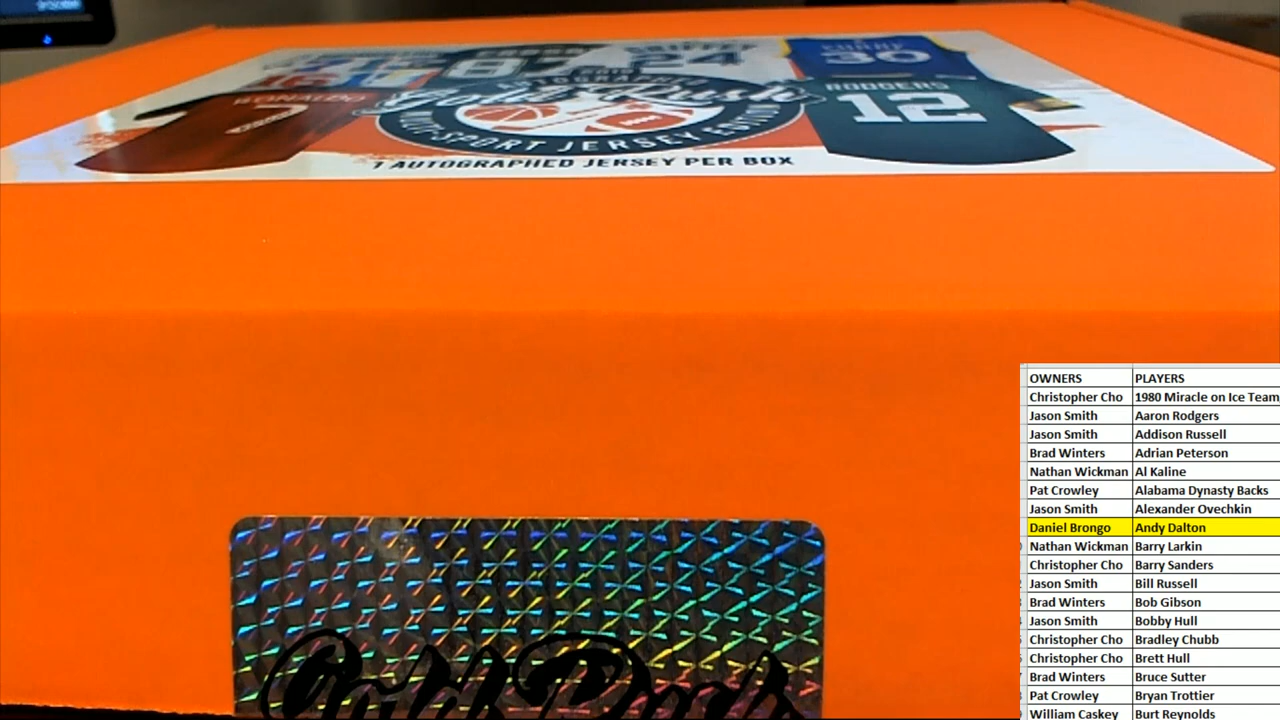 CURRY
30
87
24
RONALDO
7
RODGERS
12
AUTOGRAPHED
Gold Rush
MULTI-SPORT JERSEY EDITION
1 AUTOGRAPHED JERSEY PER BOX
Gold Rush
OWNERS PLAYERS
Christopher Cho 1980 Miracle on Ice Team
Jason Smith Aaron Rodgers
Jason Smith Addison Russell
Brad Winters Adrian Peterson
Nathan Wickman Al Kaline
Pat Crowley Alabama Dynasty Backs
Jason Smith Alexander Ovechkin
Daniel Brongo Andy Dalton
Nathan Wickman Barry Larkin
Christopher Cho Barry Sanders
Jason Smith Bill Russell
Brad Winters Bob Gibson
Jason Smith Bobby Hull
Christopher Cho Bradley Chubb
Christopher Cho Brett Hull
Brad Winters Bruce Sutter
Pat Crowley Bryan Trottier
William Caskey Burt Reynolds